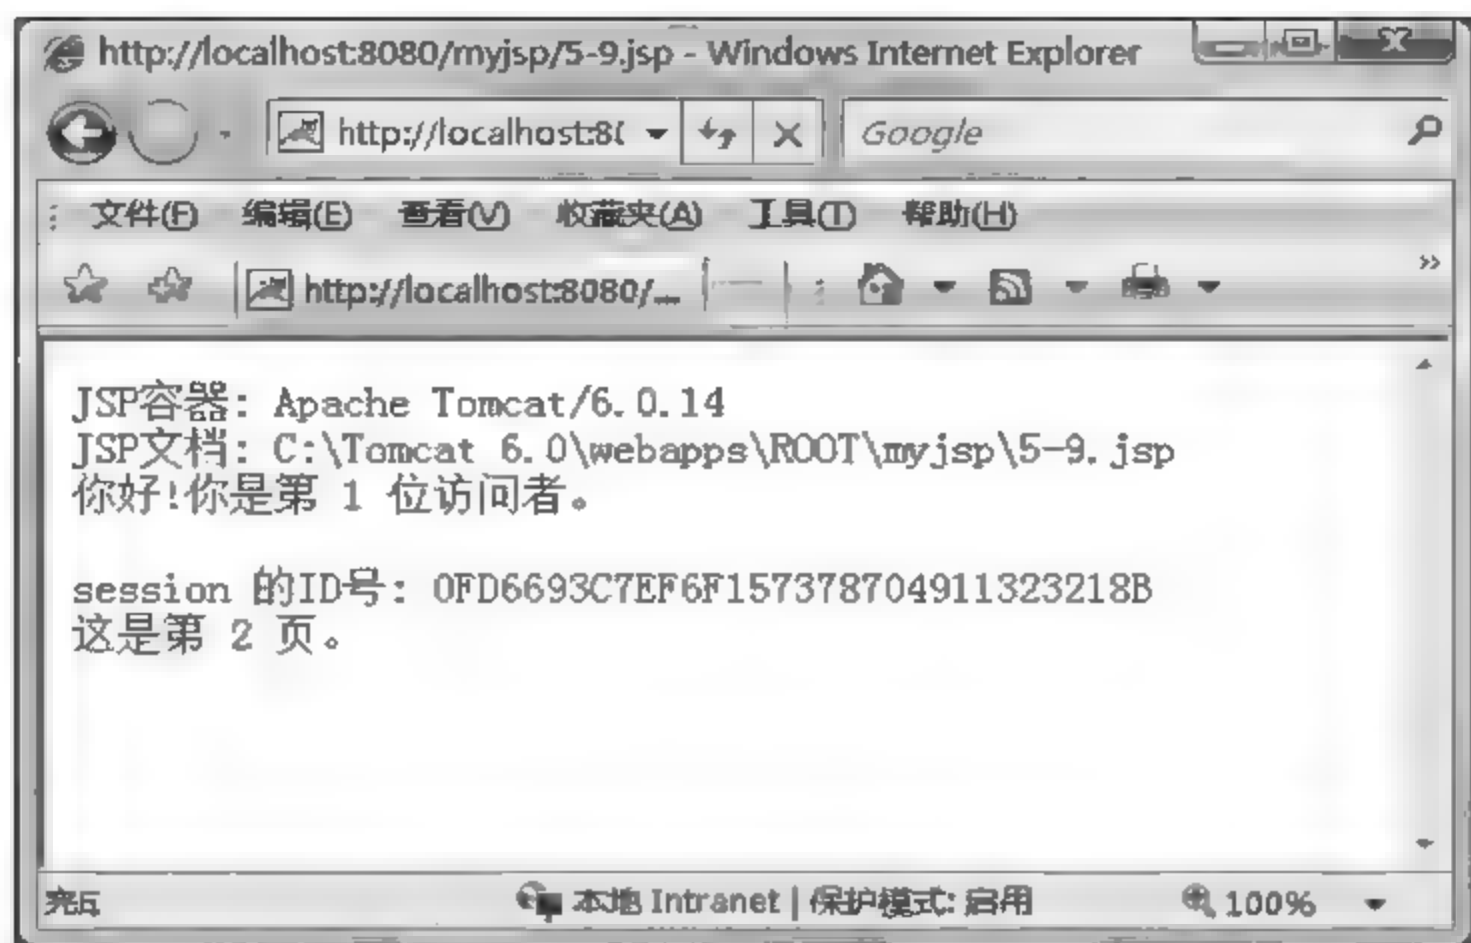 http://localhost:8080/myjsp/5-9.jsp - Windows Internet Explorer
http://localhost:8( Google
文件(F) 编辑(E) 查看(V) 收藏夹(A) 工具(T) 帮助(H)
http://localhost:8080/...
JSP容器: Apache Tomcat/6.0.14
JSP文档: C:\Tomcat 6.0\webapps\ROOT\myjsp\5-9.jsp
你好!你是第 1 位访问者。
session 的ID号: 0FD6693C7EF6F157378704911323218B
这是第 2 页。
本地 Intranet | 保护模式: 启用 100%